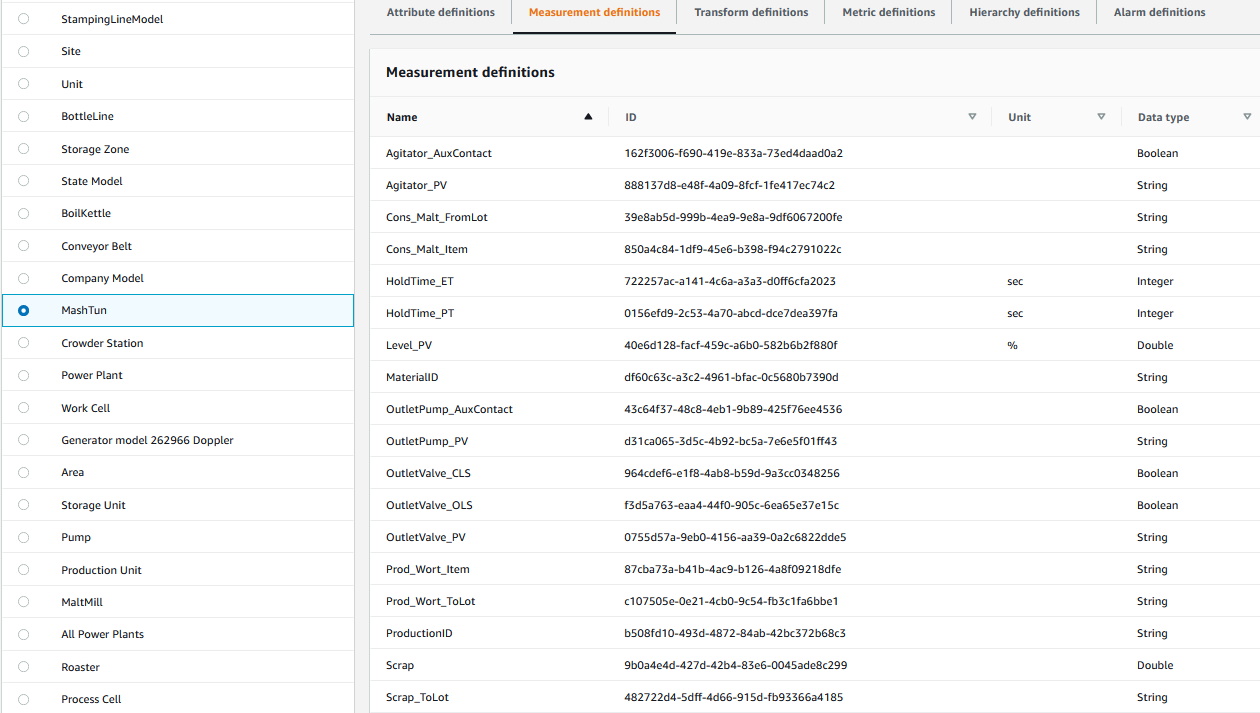 StampingLineModel
Site
Unit
BottleLine
Storage Zone
State Model
BoilKettle
Conveyor Belt
Company Model
MashTun
Crowder Station
Power Plant
Work Cell
Generator model 262966 Doppler
Area
Storage Unit
Pump
Production Unit
MaltMill
All Power Plants
Roaster
Process Cell
Attribute definitions Measurement definitions Transform definitions Metric definitions Hierarchy definitions Alarm definitions
Measurement definitions
Name ID Unit Data type
Agitator_AuxContact 162f3006-f690-419e-833a-73ed4daad0a2 Boolean
Agitator_PV 888137d8-e48f-4a09-8fcf-1fe417ec74c2 String
Cons_Malt_FromLot 39e8ab5d-999b-4ea9-9e8a-9df6067200fe String
Cons_Malt_Item 850a4c84-1df9-45e6-b398-f94c2791022c String
HoldTime_ET 722257ac-a141-4c6a-a3a3-d0ff6cfa2023 sec Integer
HoldTime_PT 0156efd9-2c53-4a70-abcd-dce7dea397fa sec Integer
Level_PV 40e6d128-facf-459c-a6b0-582b6b2f880f % Double
MaterialID df60c63c-a3c2-4961-bfac-0c5680b7390d String
OutletPump_AuxContact 43c64f37-48c8-4eb1-9b89-425f76ee4536 Boolean
OutletPump_PV d31ca065-3d5c-4b92-bc5a-7e6e5f01ff43 String
OutletValve_CLS 964cdef6-e1f8-4ab8-b59d-9a3cc0348256 Boolean
OutletValve_OLS f3d5a763-eaa4-44f0-905c-6ea65e37e15c Boolean
OutletValve_PV 0755d57a-9eb0-4156-aa39-0a2c6822dde5 String
Prod_Wort_Item 87cba73a-b41b-4ac9-b126-4a8f09218dfe String
Prod_Wort_ToLot c107505e-0e21-4cb0-9c54-fb3c1fa6bbe1 String
ProductionID b508fd10-493d-4872-84ab-42bc372b68c3 String
Scrap 9b0a4e4d-427d-42b4-83e6-0045ade8c299 Double
Scrap_ToLot 482722d4-5dff-4d66-915d-fb93366a4185 String